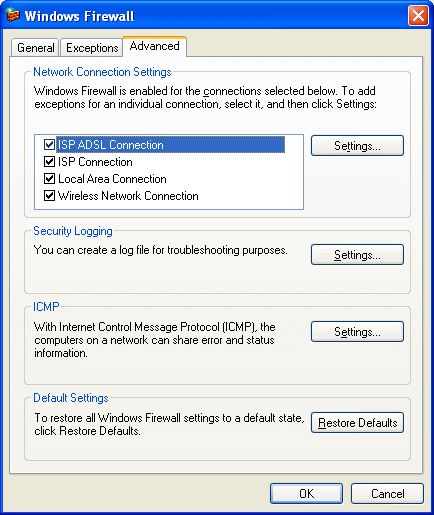 Windows Firewall
General
Exceptions
Advanced
Network Connection Settings
Windows Firewall is enabled for the connections selected below. To add
exceptions for an individual connection, select it, and then click Settings:
ISP ADSL Connection
ISP Connection
Local Area Connection
Wireless Network Connection
Settings...
Security Logging
You can create a log file for troubleshooting purposes.
Settings...
ICMP
With Internet Control Message Protocol (ICMP), the
computers on a network can share error and status
information.
Settings...
Default Settings
To restore all Windows Firewall settings to a default state,
click Restore Defaults.
Restore Defaults
OK
Cancel